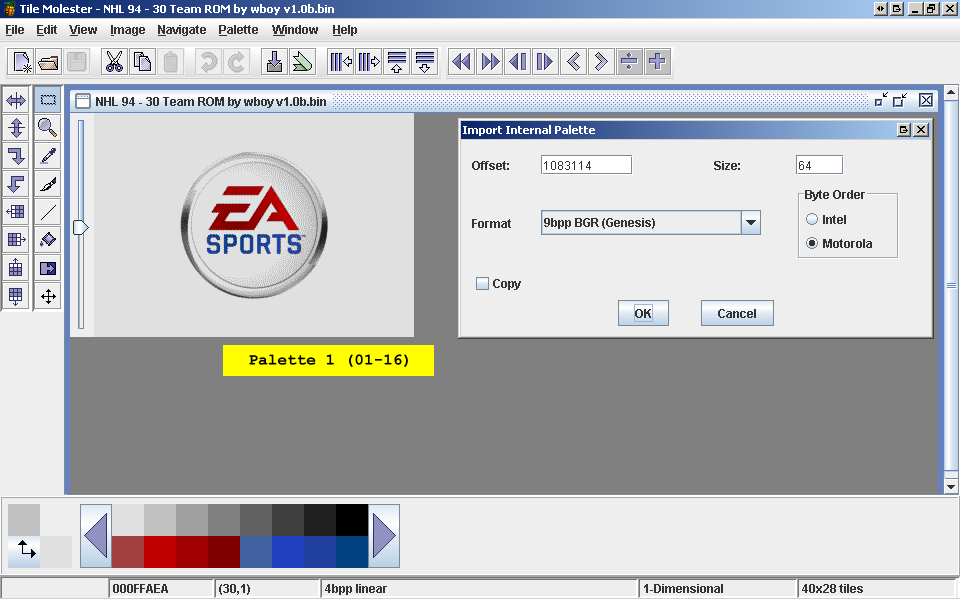 Tile Molester - NHL 94 - 30 Team ROM by wboy v1.0b.bin
File Edit View Image Navigate Palette Window Help
NHL 94 - 30 Team ROM by wboy v1.0b.bin
EA
SPORTS™
Palette 1 (01-16)
Import Internal Palette
Offset: 1083114 Size: 64
Byte Order
Format 9bpp BGR (Genesis)
Intel
Motorola
Copy
OK Cancel
000FFAEA (30,1) 4bpp linear 1-Dimensional 40x28 tiles